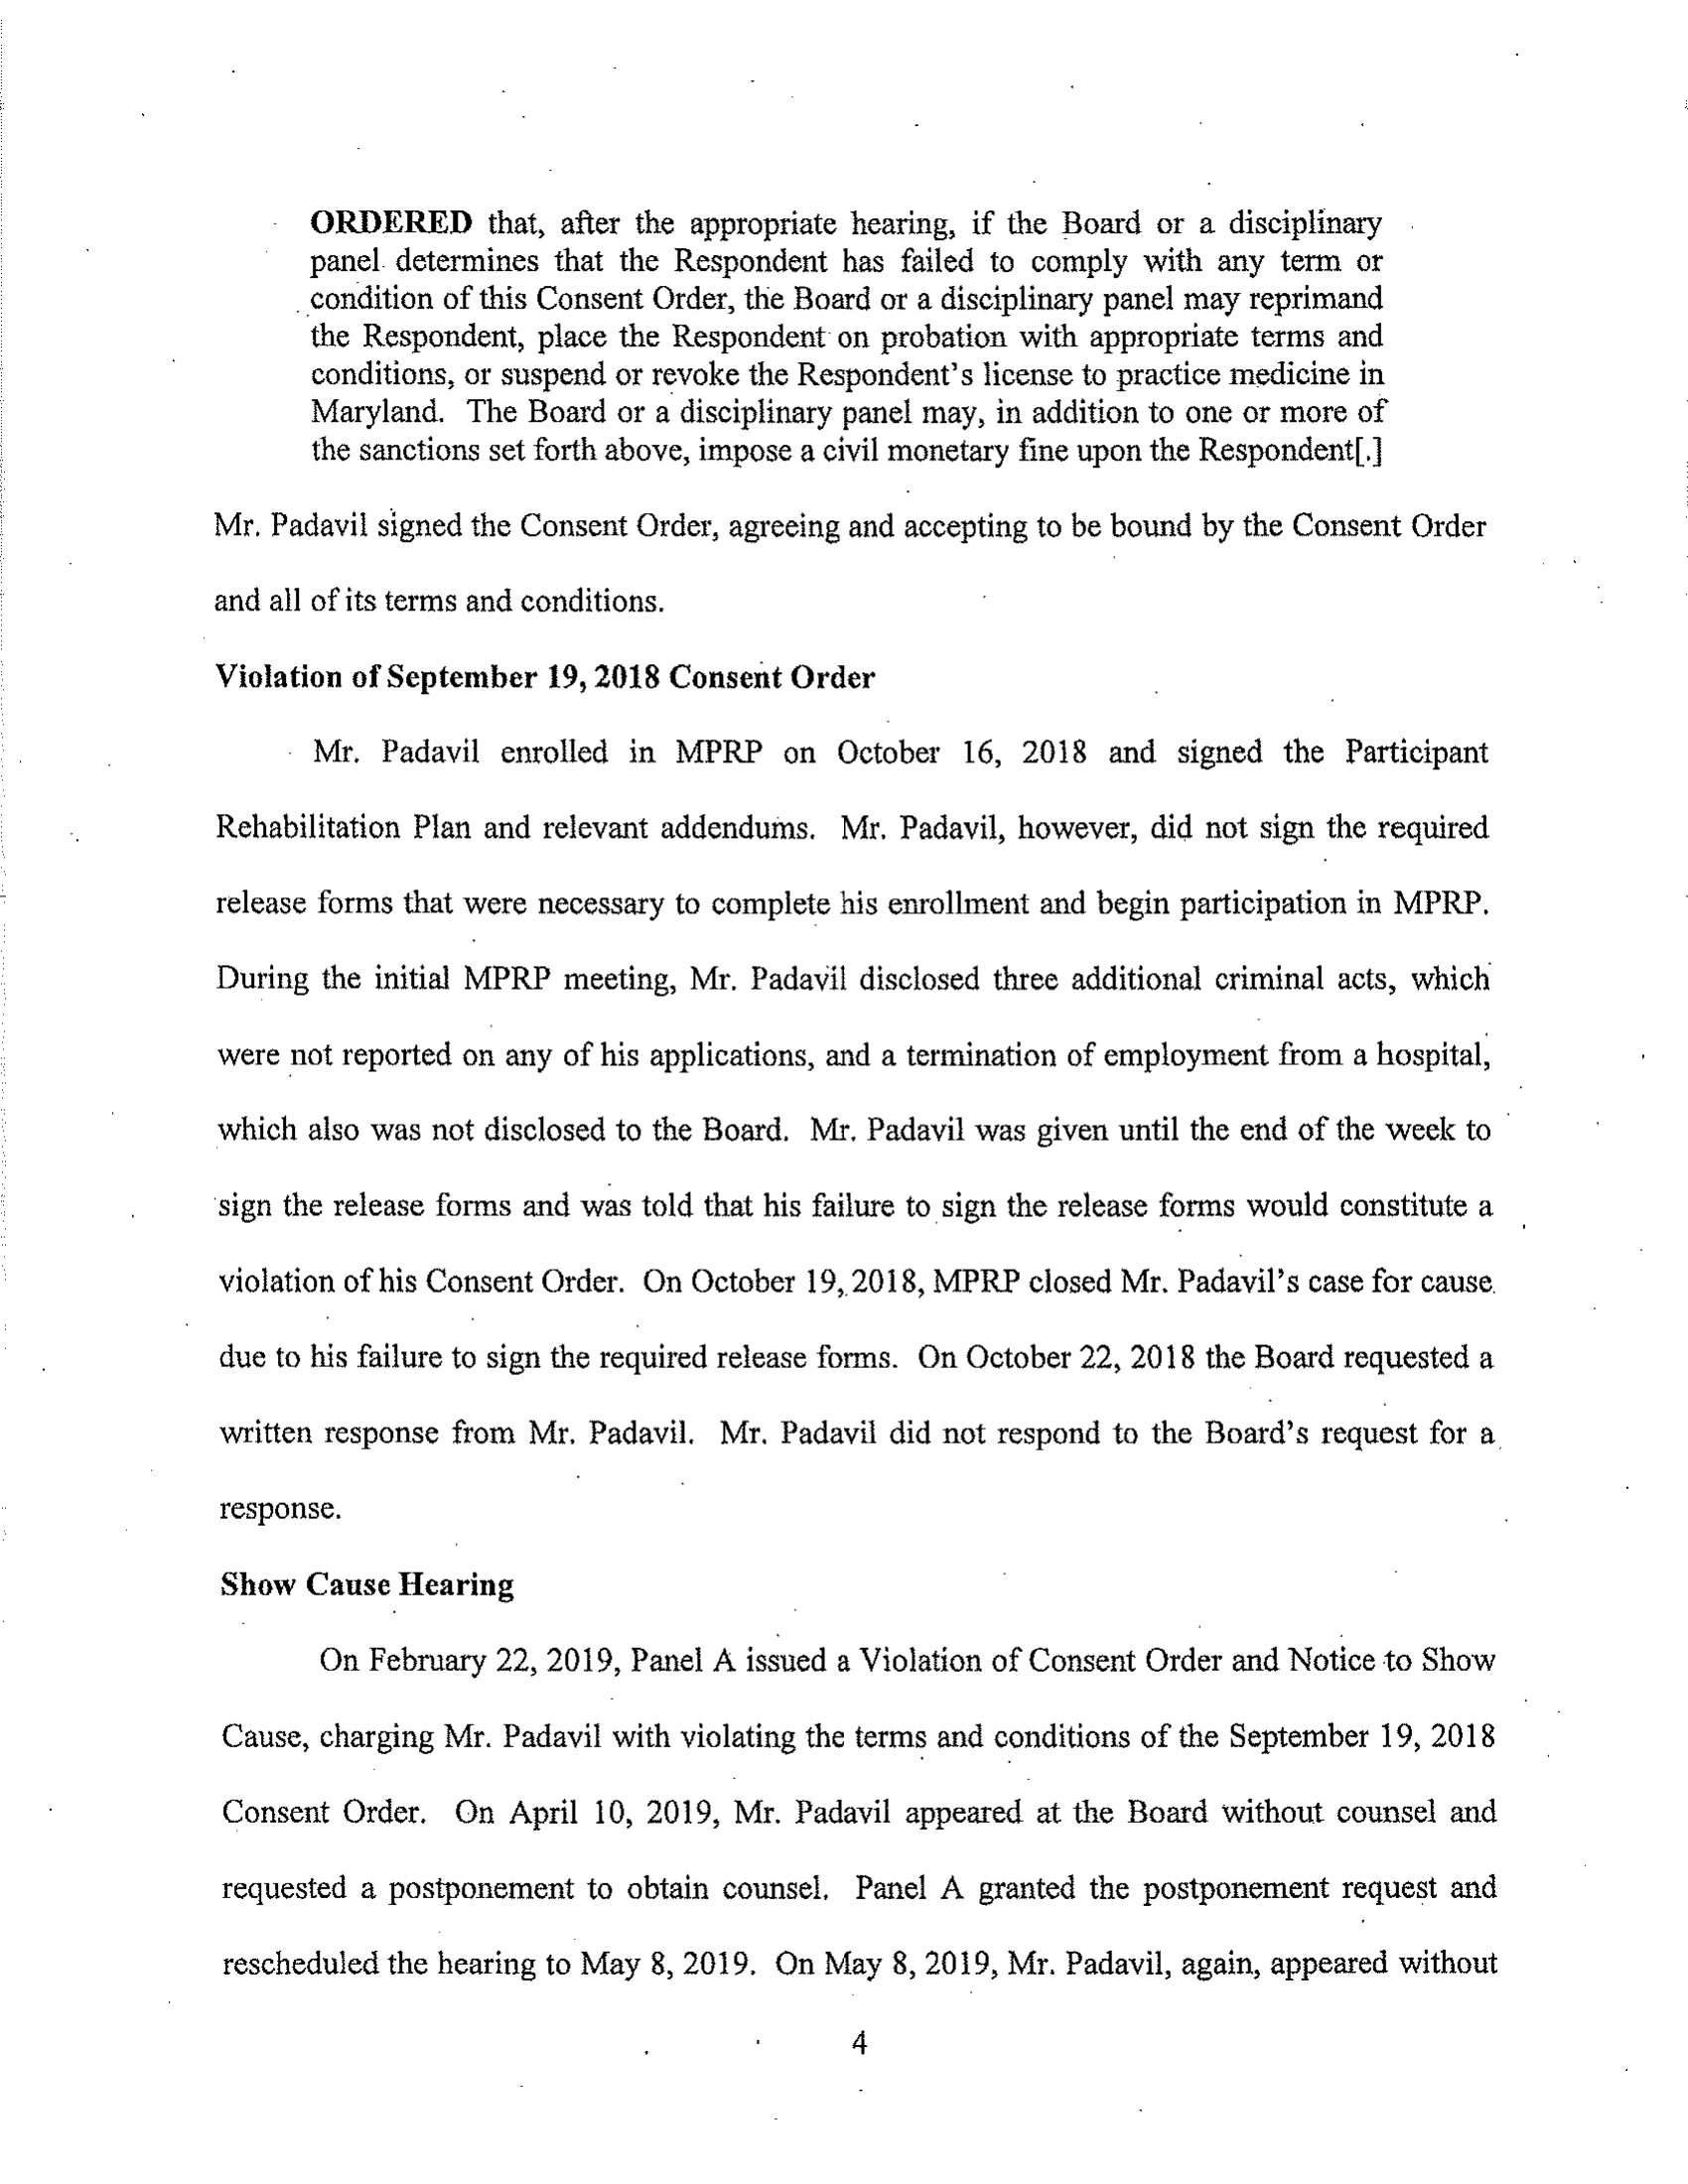 ORDERED that, after the appropriate hearing, if the Board or a disciplinary
panel determines that the Respondent has failed to comply with any term or
condition of this Consent Order, the Board or a disciplinary panel may reprimand
the Respondent, place the Respondent on probation with appropriate terms and
conditions, or suspend or revoke the Respondent's license to practice medicine in
Maryland. The Board or a disciplinary panel may, in addition to one or more of
the sanctions set forth above, impose a civil monetary fine upon the Respondent[.]
Mr. Padavil signed the Consent Order, agreeing and accepting to be bound by the Consent Order
and all of its terms and conditions.
Violation of September 19, 2018 Consent Order
Mr. Padavil enrolled in MPRP on October 16, 2018 and signed the Participant
Rehabilitation Plan and relevant addendums. Mr. Padavil, however, did not sign the required
release forms that were necessary to complete his enrollment and begin participation in MPRP.
During the initial MPRP meeting, Mr. Padavil disclosed three additional criminal acts, which
were not reported on any of his applications, and a termination of employment from a hospital,
which also was not disclosed to the Board. Mr. Padavil was given until the end of the week to
sign the release forms and was told that his failure to sign the release forms would constitute a
violation of his Consent Order. On October 19, 2018, MPRP closed Mr. Padavil's case for cause
due to his failure to sign the required release forms. On October 22, 2018 the Board requested a
written response from Mr. Padavil. Mr. Padavil did not respond to the Board's request for a
response.
Show Cause Hearing
On February 22, 2019, Panel A issued a Violation of Consent Order and Notice to Show
Cause, charging Mr. Padavil with violating the terms and conditions of the September 19, 2018
Consent Order. On April 10, 2019, Mr. Padavil appeared at the Board without counsel and
requested a postponement to obtain counsel. Panel A granted the postponement request and
rescheduled the hearing to May 8, 2019. On May 8, 2019, Mr. Padavil, again, appeared without
4